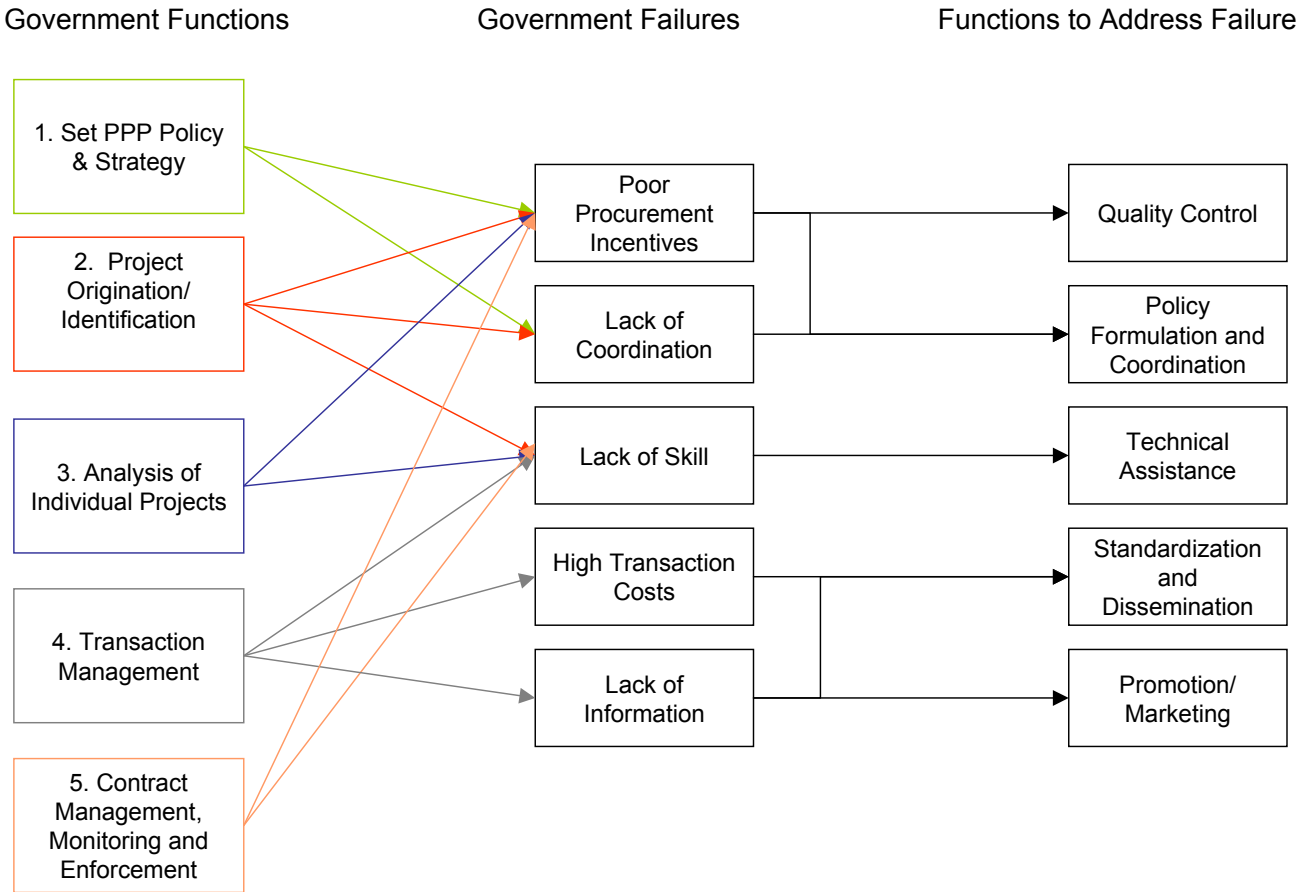 Government Functions
Government Failures
Functions to Address Failure
1. Set PPP Policy
& Strategy
2. Project
Origination/
Identification
3. Analysis of
Individual Projects
4. Transaction
Management
5. Contract
Management,
Monitoring and
Enforcement
Poor
Procurement
Incentives
Lack of
Coordination
Lack of Skill
High Transaction
Costs
Lack of
Information
Quality Control
Policy
Formulation and
Coordination
Technical
Assistance
Standardization
and
Dissemination
Promotion/
Marketing